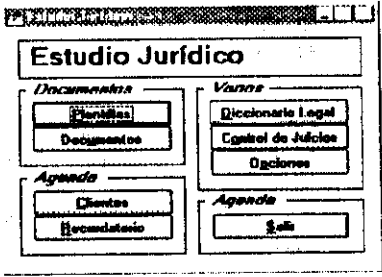 Estudio Jurídico
Documentos
Plantillas
Documentos
Varios
Diccionario Legal
Control de Juicios
Opciones
Agenda
Clientes
Recordatorio
Agenda
Salir